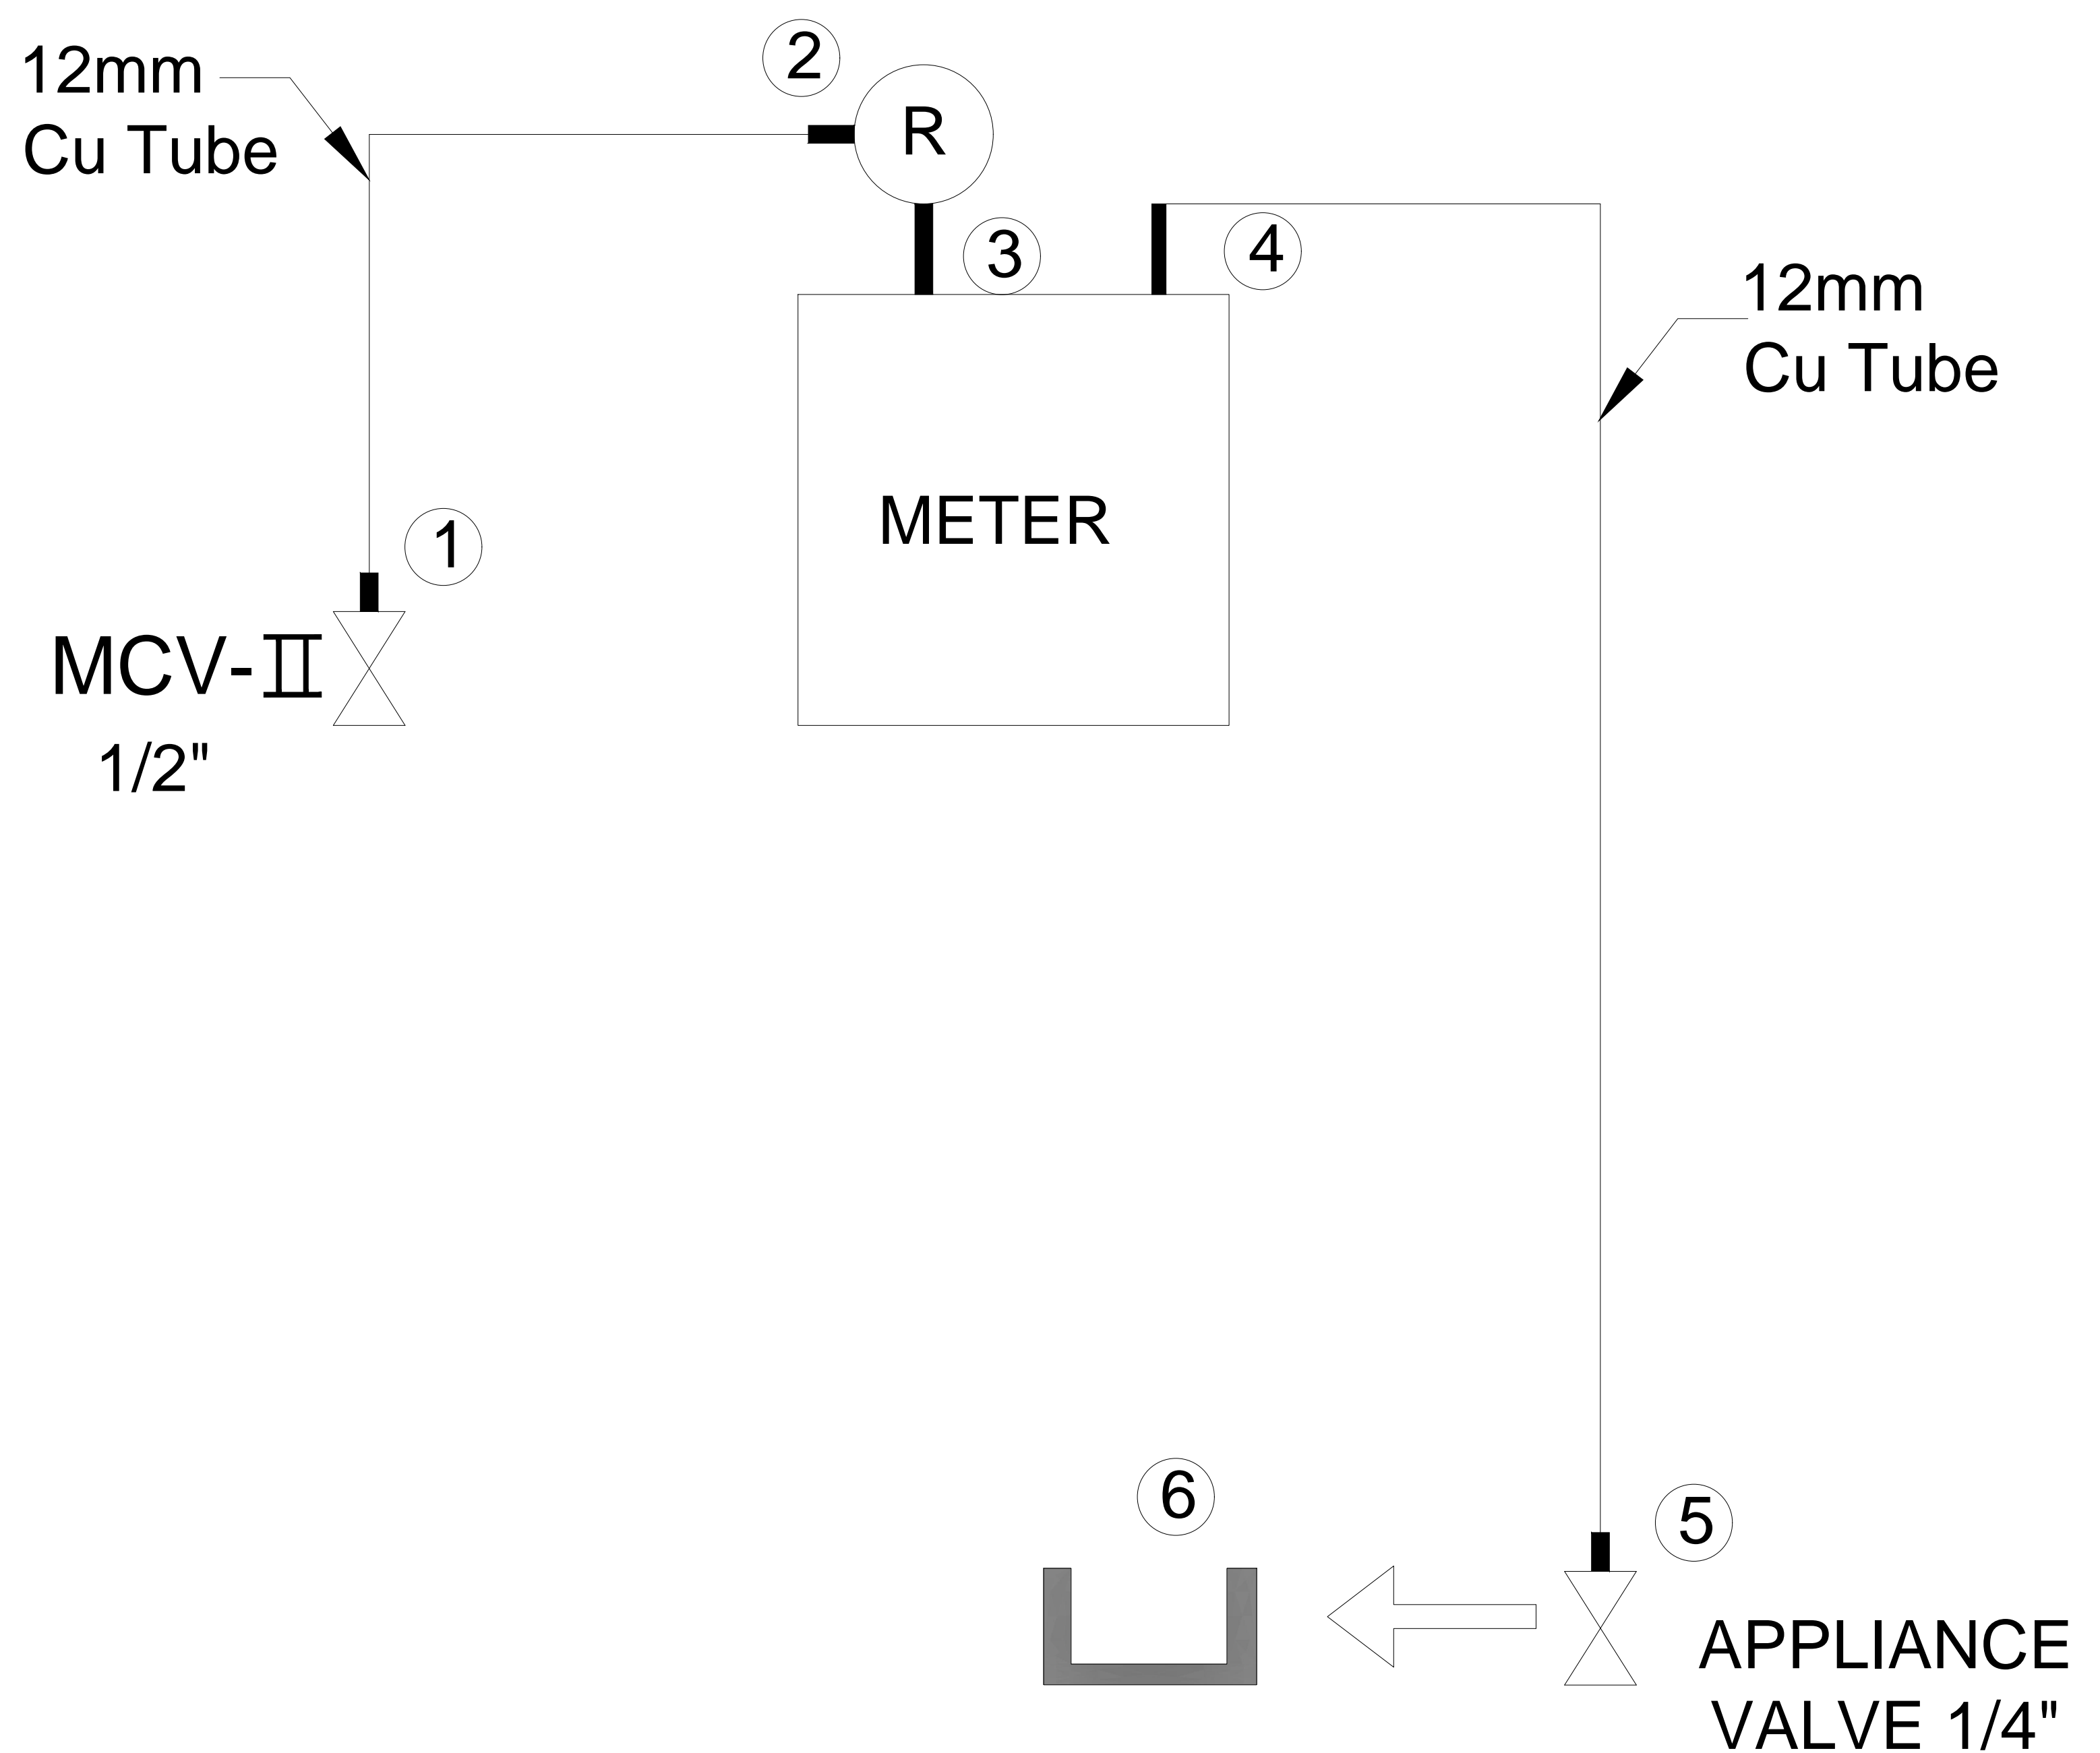 12mm
Cu Tube
2
R
3
4
12mm
Cu Tube
METER
1
MCV-II
1/2"
6
5
APPLIANCE
VALVE 1/4"